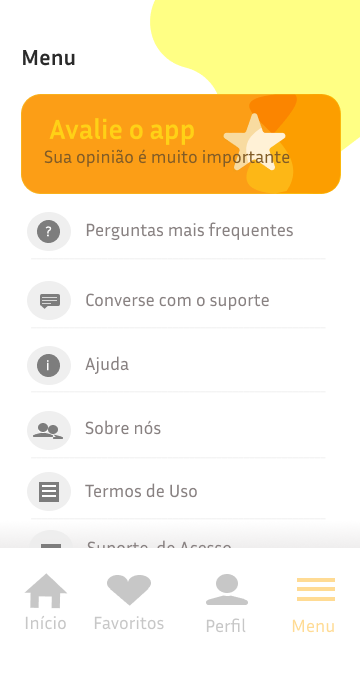 Menu
Avalie o app
Sua opinião é muito importante
Perguntas mais frequentes
Converse com o suporte
Ajuda
Sobre nós
Termos de Uso
Suporte de Acesso
Início
Favoritos
Perfil
Menu